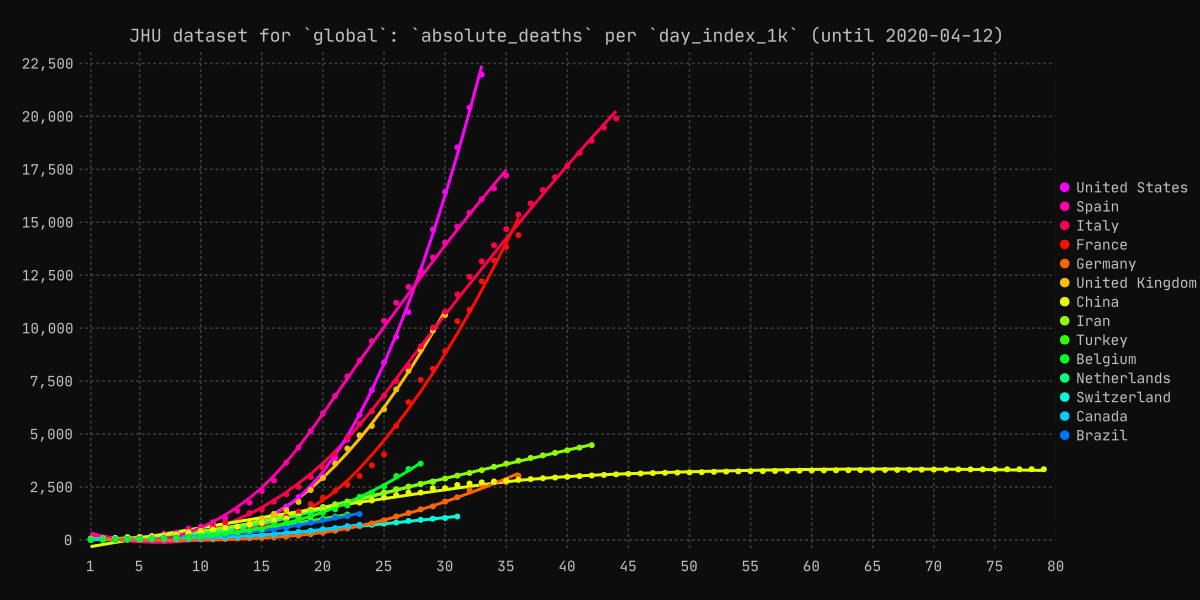 JHU dataset for `global`: `absolute_deaths` per `day_index_1k` (until 2020-04-12)
22,500
20,000
17,500
15,000
12,500
10,000
7,500
5,000
2,500
0
1 5 10 15 20 25 30 35 40 45 50 55 60 65 70 75 80
United States
Spain
Italy
France
Germany
United Kingdom
China
Iran
Turkey
Belgium
Netherlands
Switzerland
Canada
Brazil